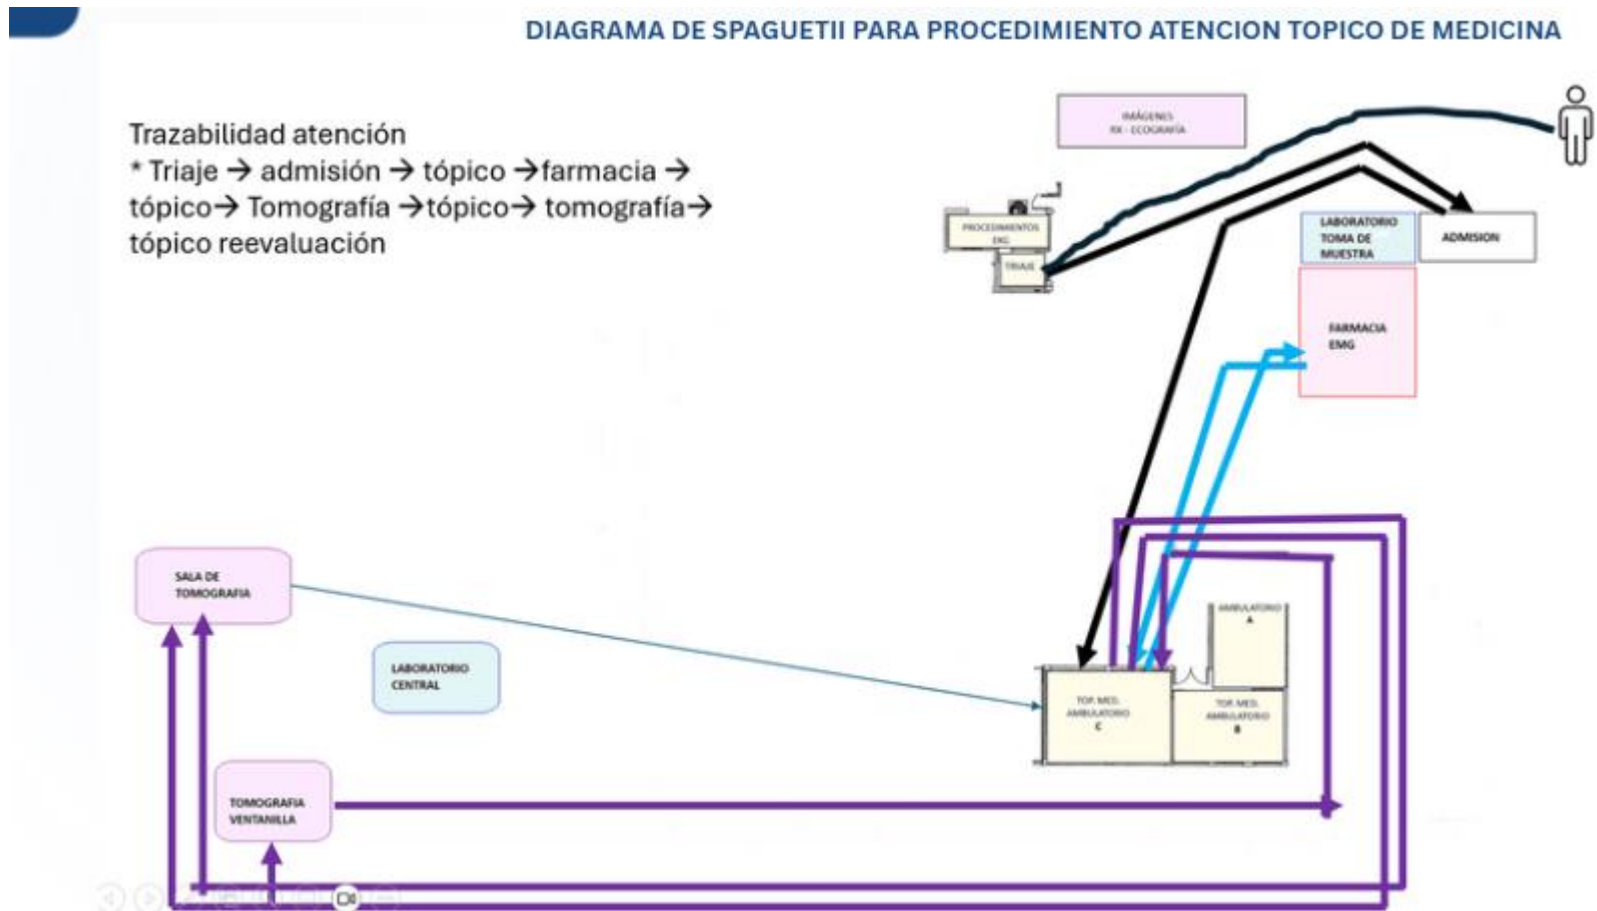 DIAGRAMA DE SPAGUETII PARA PROCEDIMIENTO ATENCION TOPICO DE MEDICINA
Trazabilidad atención
* Triaje → admisión → tópico →farmacia →
tópico→ Tomografía →tópico→ tomografía→
tópico reevaluación
IMÁGENES
RX - ECOGRAFÍA
PROCEDIMIENTOS
EKG
TRIAJE
LABORATORIO
TOMA DE
MUESTRA
ADMISION
FARMACIA
EMG
SALA DE
TOMOGRAFIA
LABORATORIO
CENTRAL
AMBULATORIO
A
TOP. MED.
AMBULATORIO
C
TOP. MED.
AMBULATORIO
B
TOMOGRAFIA
VENTANILLA